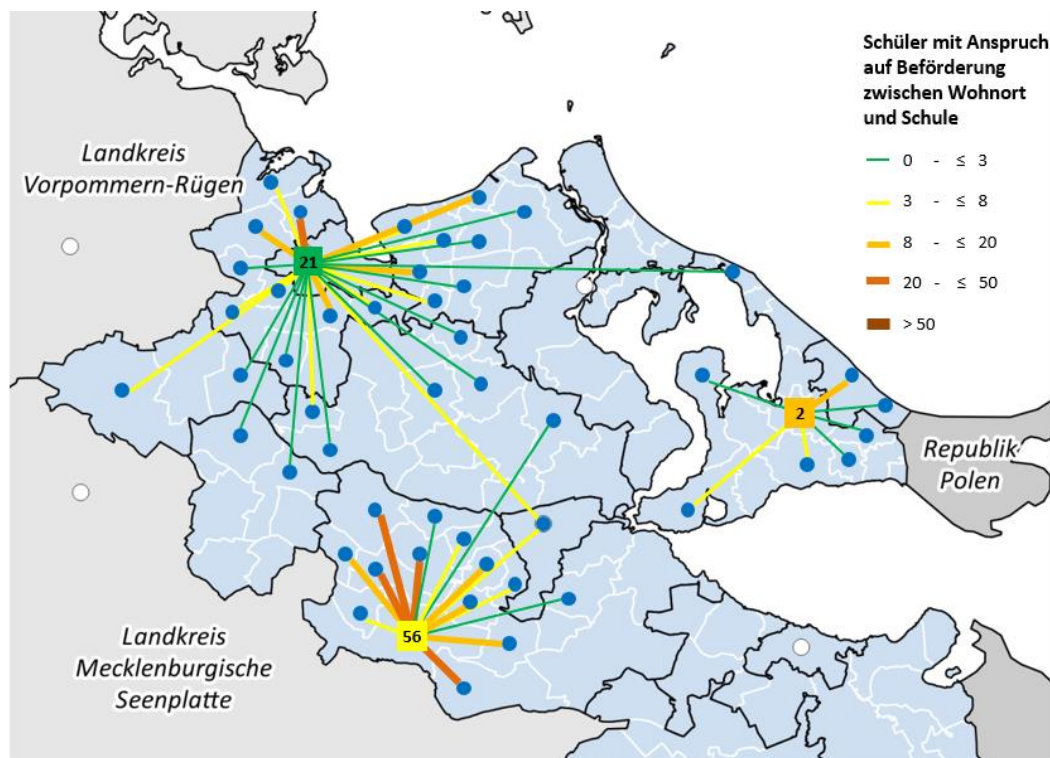 Schüler mit Anspruch
auf Beförderung
zwischen Wohnort
und Schule
0 - ≤ 3
3 - ≤ 8
8 - ≤ 20
20 - ≤ 50
> 50
Landkreis
Vorpommern-Rügen
21
2
Republik
Polen
56
Landkreis
Mecklenburgische
Seenplatte